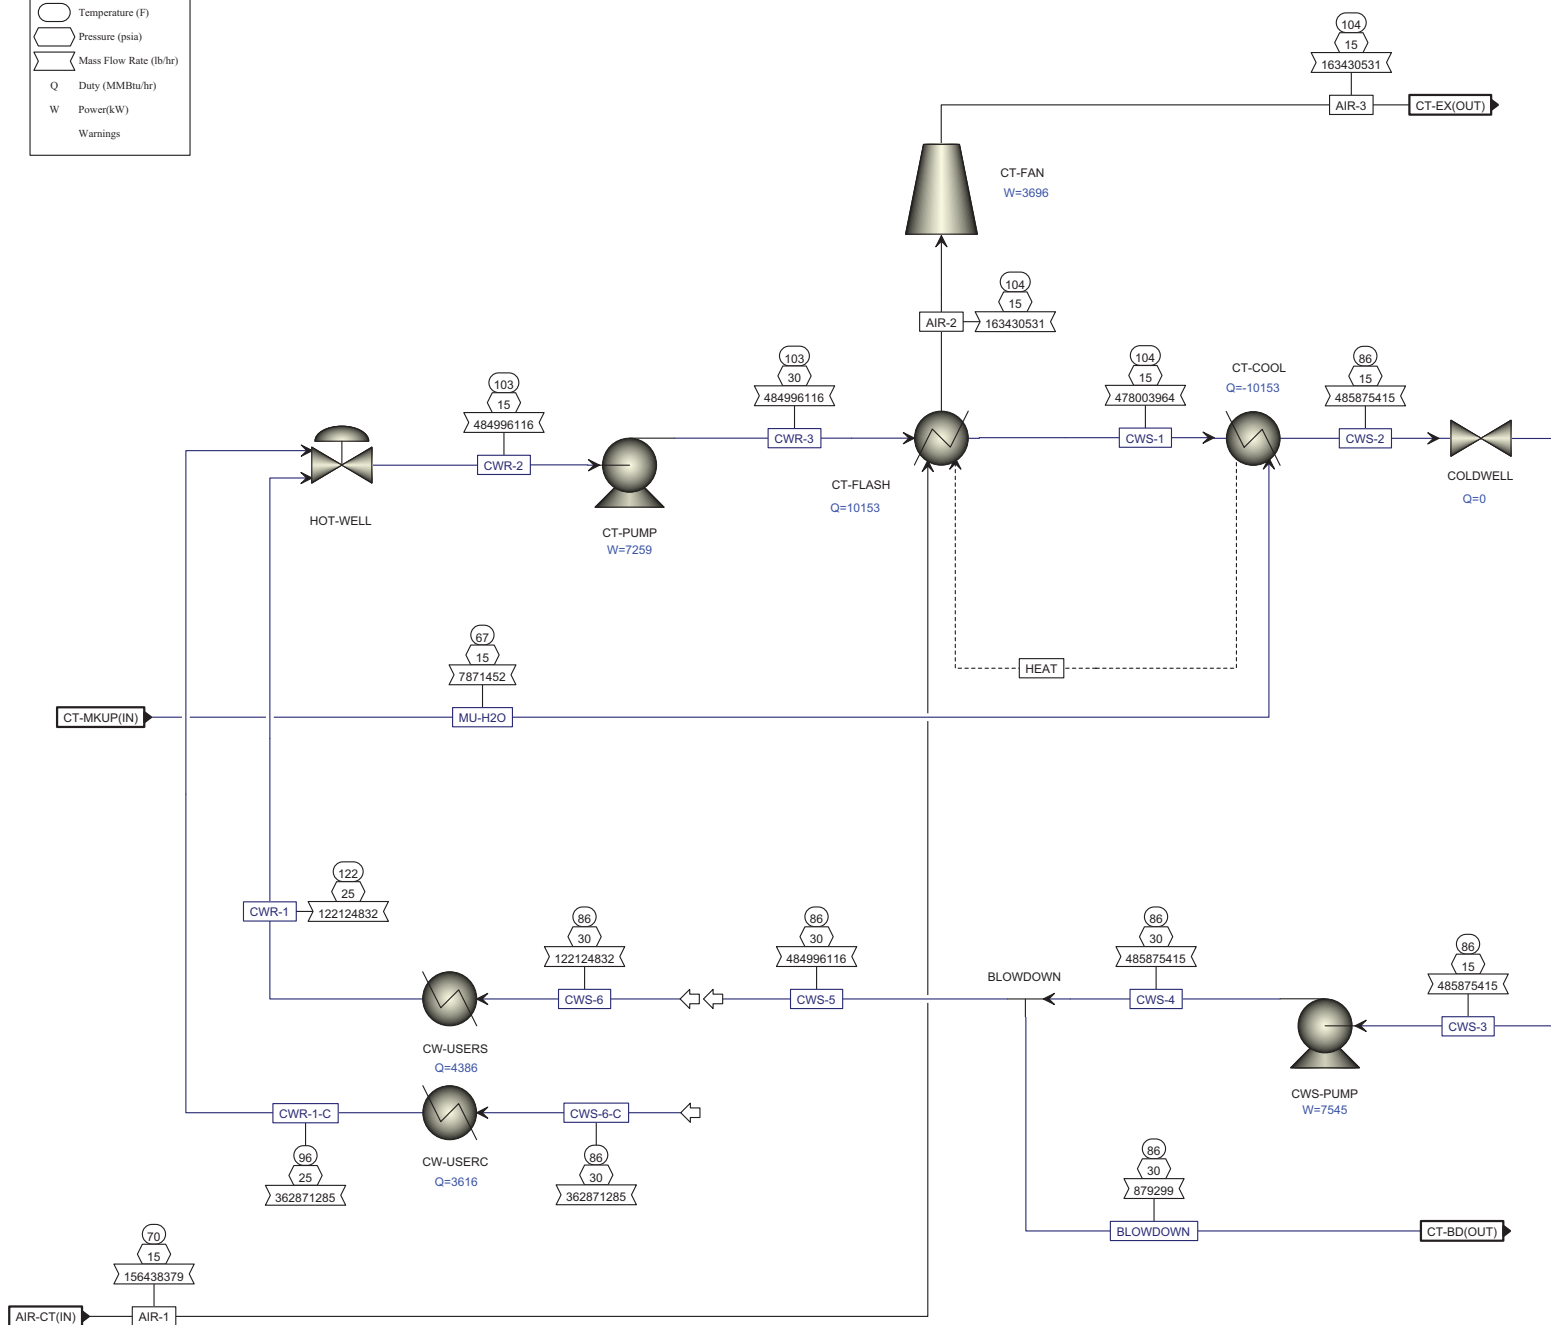 Temperature (F)
Pressure (psia)
Mass Flow Rate (lb/hr)
Q Duty (MMBtu/hr)
W Power(kW)
Warnings
104
15
163430531
AIR-3
CT-EX(OUT)
CT-FAN
W=3696
104
15
163430531
AIR-2
103
15
484996116
CWR-2
HOT-WELL
CT-PUMP
W=7259
103
30
484996116
CWR-3
CT-FLASH
Q=10153
104
15
478003964
CWS-1
CT-COOL
Q=-10153
86
15
485875415
CWS-2
COLDWELL
Q=0
HEAT
67
15
7871452
CT-MKUP(IN)
MU-H2O
122
25
122124832
CWR-1
86
30
122124832
CWS-6
86
30
484996116
CWS-5
BLOWDOWN
86
30
485875415
CWS-4
86
15
485875415
CWS-3
CW-USERS
Q=4386
CWS-PUMP
W=7545
CWR-1-C
96
25
362871285
CW-USERC
Q=3616
CWS-6-C
86
30
362871285
86
30
879299
BLOWDOWN
CT-BD(OUT)
70
15
156438379
AIR-CT(IN)
AIR-1